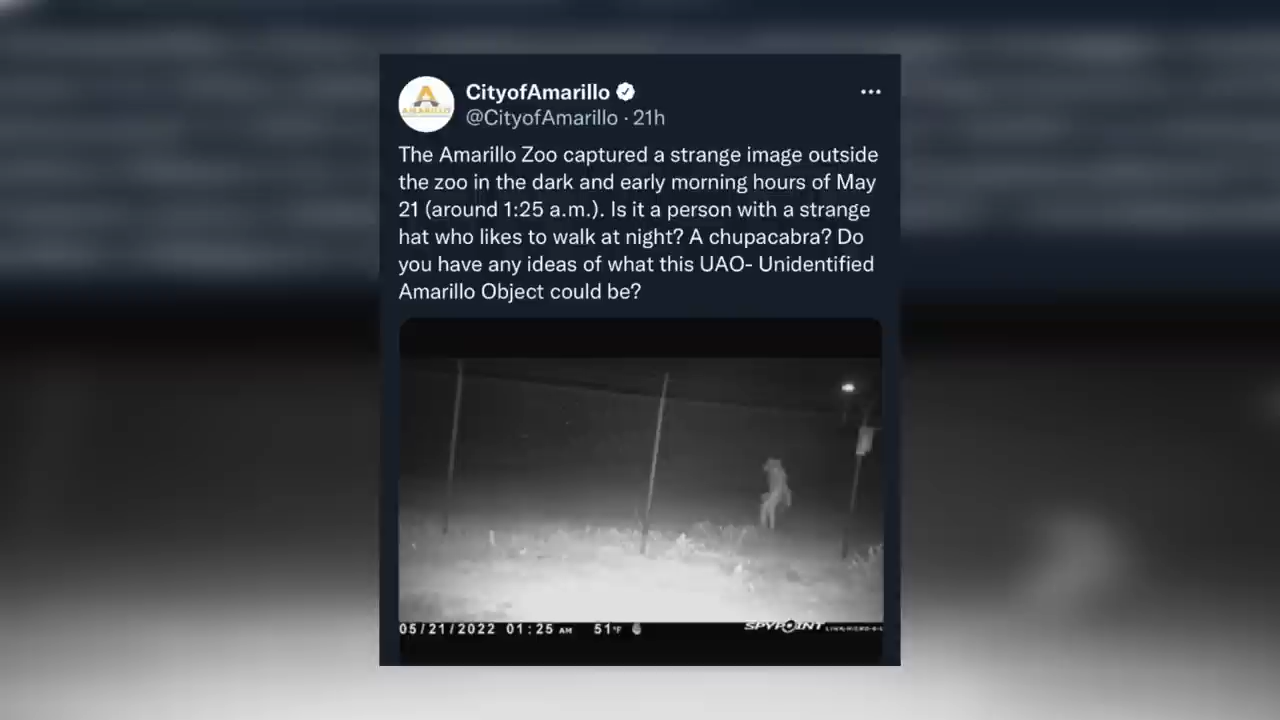 CityofAmarillo
@CityofAmarillo · 21h
The Amarillo Zoo captured a strange image outside
the zoo in the dark and early morning hours of May
21 (around 1:25 a.m.). Is it a person with a strange
hat who likes to walk at night? A chupacabra? Do
you have any ideas of what this UAO- Unidentified
Amarillo Object could be?
05/21/2022 01:25 AM 51°F
SPYPOINT